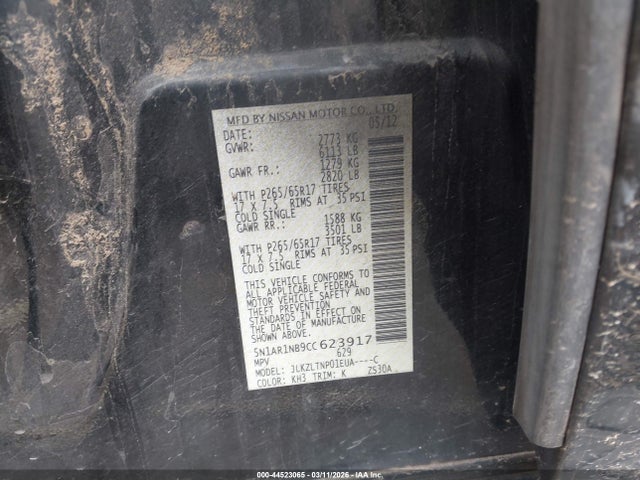 MFD BY NISSAN MOTOR CO., LTD.
DATE: 05/12
GVWR: 2773 KG
6113 LB
GAWR FR.: 1279 KG
2820 LB
WITH P265/65R17 TIRES
17 X 7.5 RIMS AT 35 PSI
COLD SINGLE
GAWR RR.: 1588 KG
3501 LB
WITH P265/65R17 TIRES
17 X 7.5 RIMS AT 35 PSI
COLD SINGLE
THIS VEHICLE CONFORMS TO
ALL APPLICABLE FEDERAL
MOTOR VEHICLE SAFETY AND
THEFT PREVENTION
STANDARDS IN EFFECT ON
THE DATE OF MANUFACTURE
SHOWN ABOVE.
5N1AR1NB9CC 623917
MPV 629
MODEL: JLKZLTNP01EUA----C
COLOR: KH3 TRIM: K ZS30A
000-44523065 - 03/11/2026 - IAA Inc.